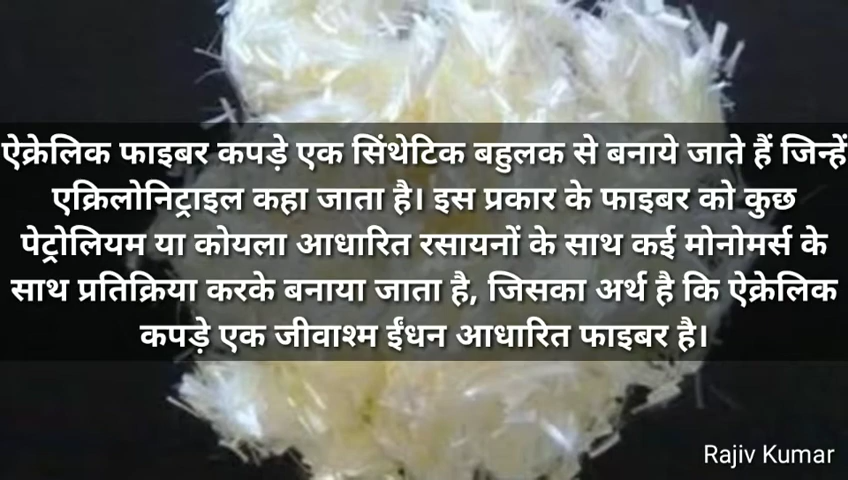 ऐक्रेलिक फाइबर कपड़े एक सिंथेटिक बहुलक से बनाये जाते हैं जिन्हें
एक्रिलोनिट्राइल कहा जाता है। इस प्रकार के फाइबर को कुछ
पेट्रोलियम या कोयला आधारित रसायनों के साथ कई मोनोमर्स के
साथ प्रतिक्रिया करके बनाया जाता है, जिसका अर्थ है कि ऐक्रेलिक
कपड़े एक जीवाश्म ईंधन आधारित फाइबर है।
Rajiv Kumar